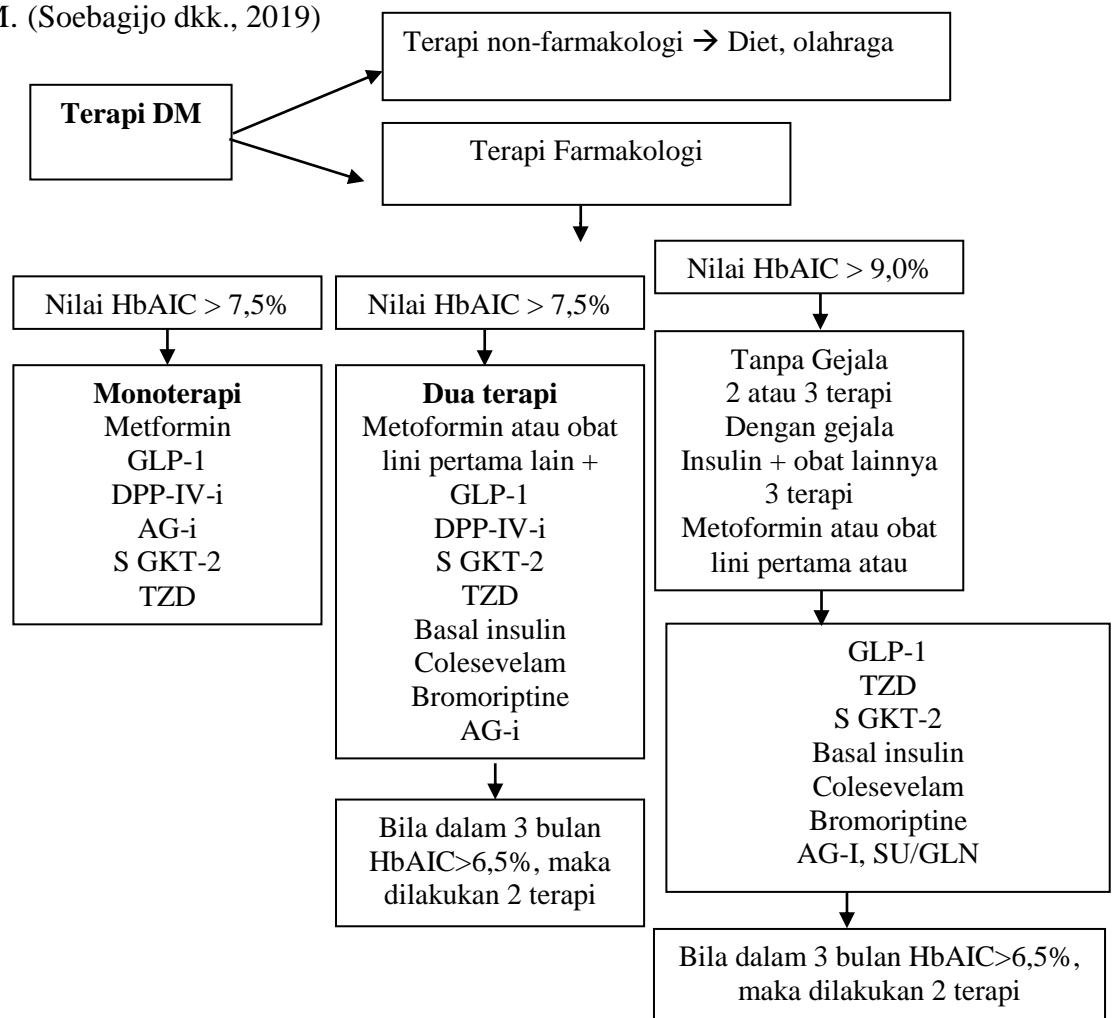 M. (Soebagijo dkk., 2019)
Terapi non-farmakologi → Diet, olahraga
Terapi DM
Terapi Farmakologi
Nilai HbAIC > 7,5%
Monoterapi
Metformin
GLP-1
DPP-IV-i
AG-i
S GKT-2
TZD
Nilai HbAIC > 7,5%
Dua terapi
Metoformin atau obat
lini pertama lain +
GLP-1
DPP-IV-i
S GKT-2
TZD
Basal insulin
Colesevelam
Bromoriptine
AG-i
Bila dalam 3 bulan
HbAIC>6,5%, maka
dilakukan 2 terapi
Nilai HbAIC > 9,0%
Tanpa Gejala
2 atau 3 terapi
Dengan gejala
Insulin + obat lainnya
3 terapi
Metoformin atau obat
lini pertama atau
GLP-1
TZD
S GKT-2
Basal insulin
Colesevelam
Bromoriptine
AG-I, SU/GLN
Bila dalam 3 bulan HbAIC>6,5%,
maka dilakukan 2 terapi